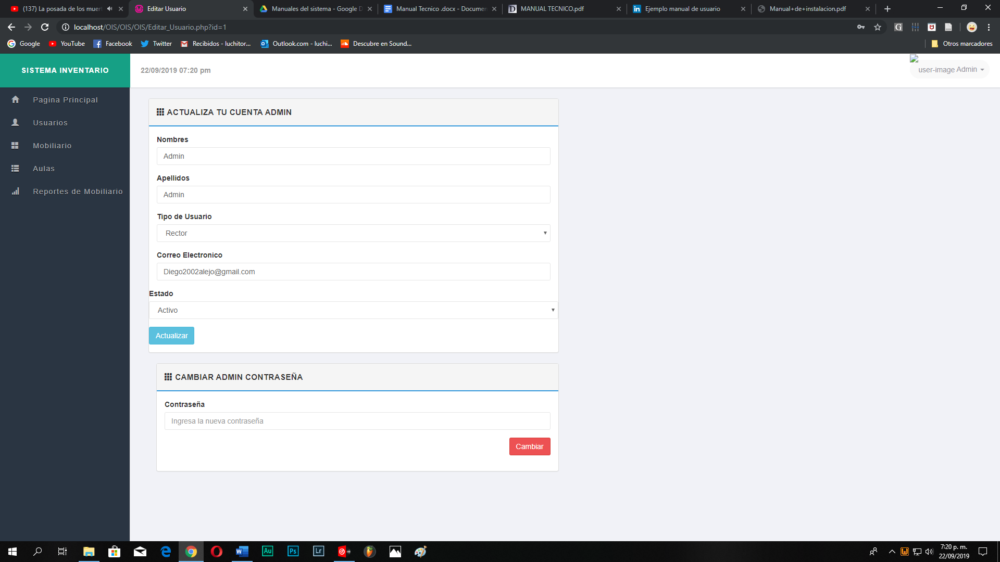 (137) La posada de los muert
Editar Usuario
Manuales del sistema - Google D
Manual Tecnico .docx - Documen
MANUAL TECNICO.pdf
Ejemplo manual de usuario
Manual+de+instalacion.pdf
localhost/OIS/OIS/OIS/Editar_Usuario.php?id=1
Google
YouTube
Facebook
Twitter
Recibidos - luchitor...
Outlook.com - luchi...
Descubre en Sound...
Otros marcadores
SISTEMA INVENTARIO
22/09/2019 07:20 pm
user-image Admin
Pagina Principal
Usuarios
Mobiliario
Aulas
Reportes de Mobiliario
ACTUALIZA TU CUENTA ADMIN
Nombres
Admin
Apellidos
Admin
Tipo de Usuario
Rector
Correo Electronico
Diego2002alejo@gmail.com
Estado
Activo
Actualizar
CAMBIAR ADMIN CONTRASEÑA
Contraseña
Ingresa la nueva contraseña
Cambiar
Au
Ps
Lr
7:20 p. m.
22/09/2019